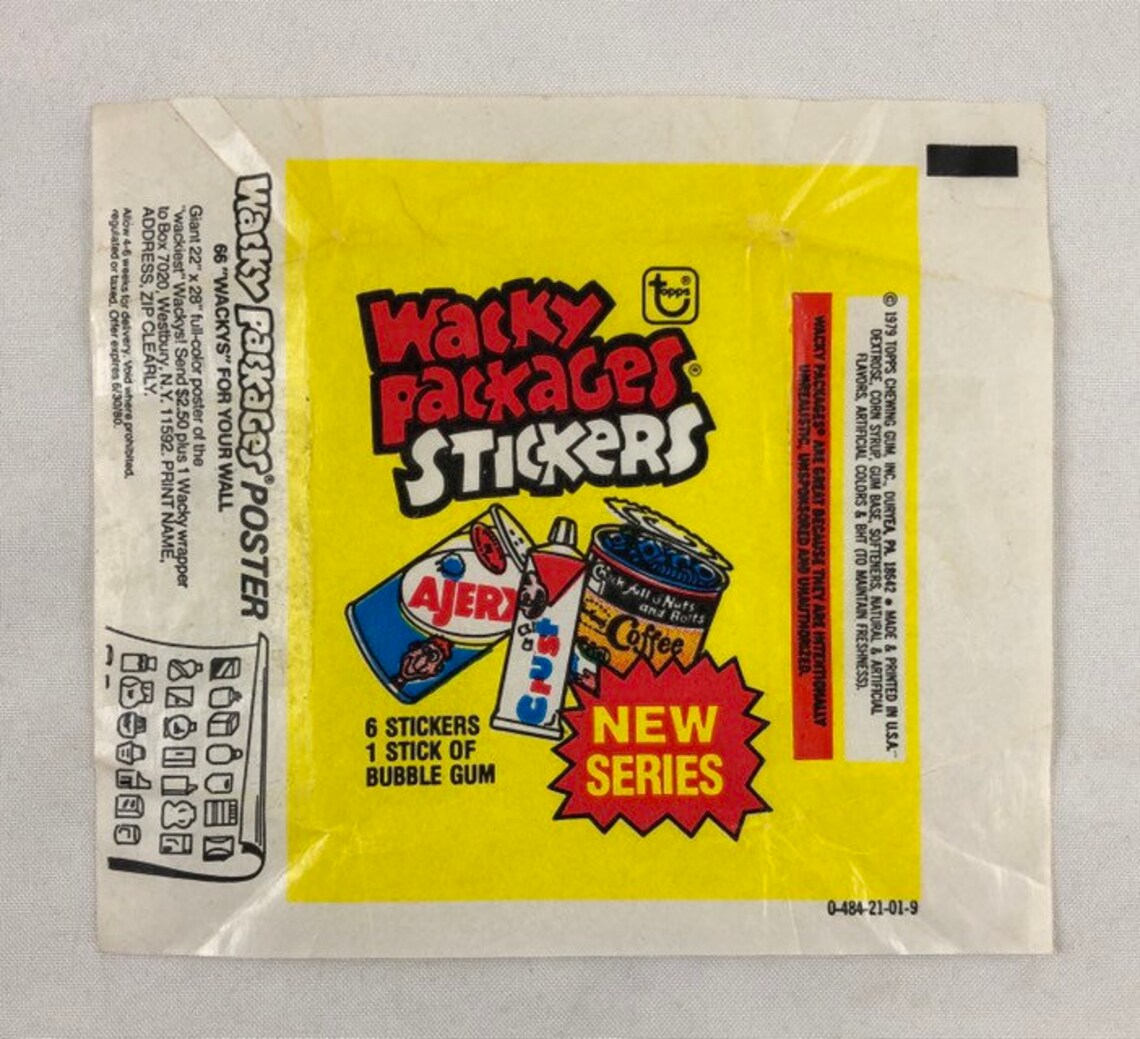 Wacky Packages® POSTER
66 "WACKYS" FOR YOUR WALL
Giant 22" x 28" full-color poster of the
"wackiest" Wackys! Send $2.50 plus 1 Wacky wrapper
to Box 7020, Westbury, N.Y. 11592. PRINT NAME,
ADDRESS, ZIP CLEARLY.
Allow 4-6 weeks for delivery. Void where prohibited,
regulated or taxed. Offer expires 6/30/80.
topps®
Wacky
Packages®
STICKERS
AJERX
Crust
Chock full o'Nuts
and Bolts
Coffee
6 STICKERS
1 STICK OF
BUBBLE GUM
NEW
SERIES
WACKY PACKAGES® ARE GREAT BECAUSE THEY ARE INTENTIONALLY
UNREALISTIC, UNSPONSORED AND UNAUTHORIZED.
© 1979 TOPPS CHEWING GUM, INC., DURYEA, PA. 18642 • MADE & PRINTED IN U.S.A.
DEXTROSE, CORN SYRUP, GUM BASE, SOFTENERS, NATURAL & ARTIFICIAL
FLAVORS, ARTIFICIAL COLORS & BHT (TO MAINTAIN FRESHNESS).
0-484-21-01-9